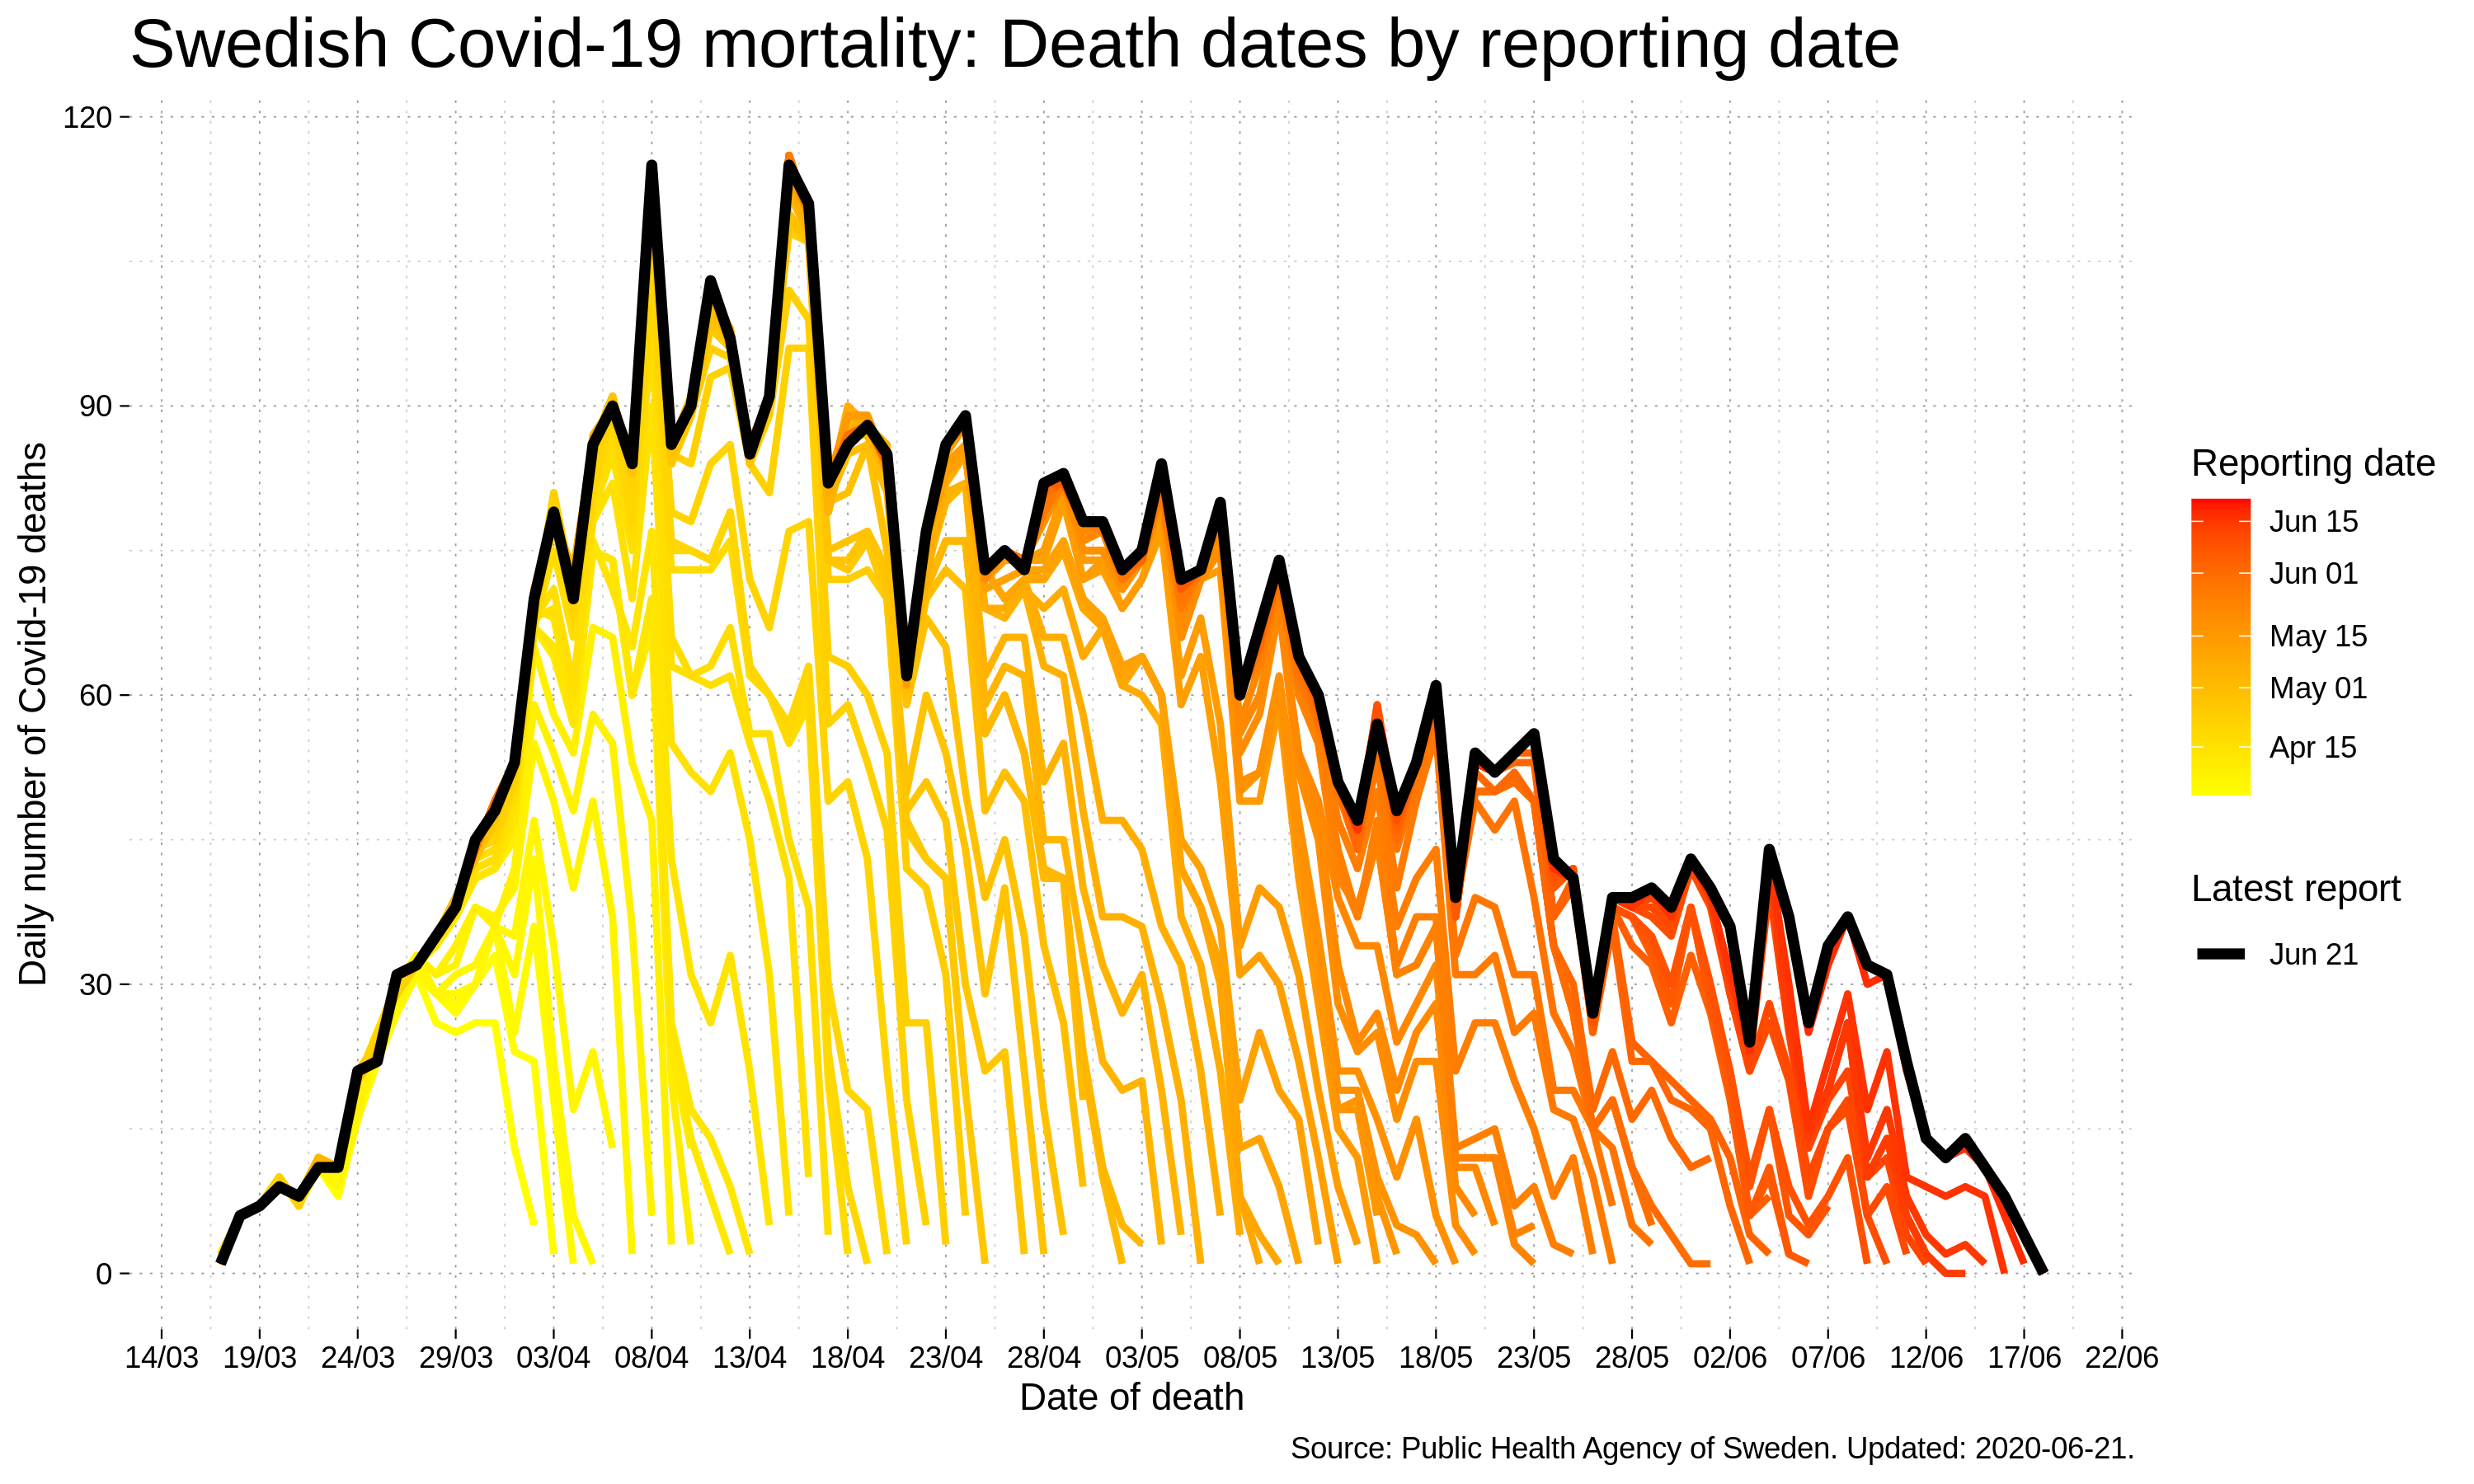 Swedish Covid-19 mortality: Death dates by reporting date
Daily number of Covid-19 deaths
120
90
60
30
0
14/03 19/03 24/03 29/03 03/04 08/04 13/04 18/04 23/04 28/04 03/05 08/05 13/05 18/05 23/05 28/05 02/06 07/06 12/06 17/06 22/06
Date of death
Reporting date
Jun 15
Jun 01
May 15
May 01
Apr 15
Latest report
Jun 21
Source: Public Health Agency of Sweden. Updated: 2020-06-21.